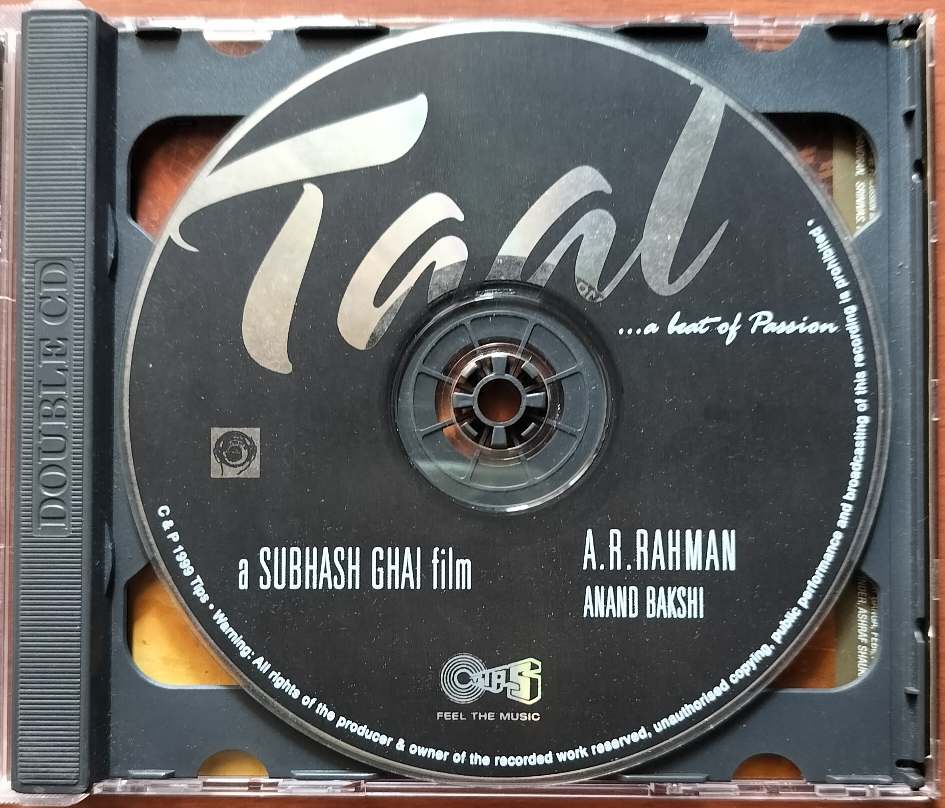 DOUBLE CD
Taal
...a beat of Passion
a SUBHASH GHAI film
A.R.RAHMAN
ANAND BAKSHI
TIPS
FEEL THE MUSIC
C & P 1999 Tips • Warning: All rights of the producer & owner of the recorded work reserved, unauthorised copying, public performance and broadcasting of this recording is prohibited.